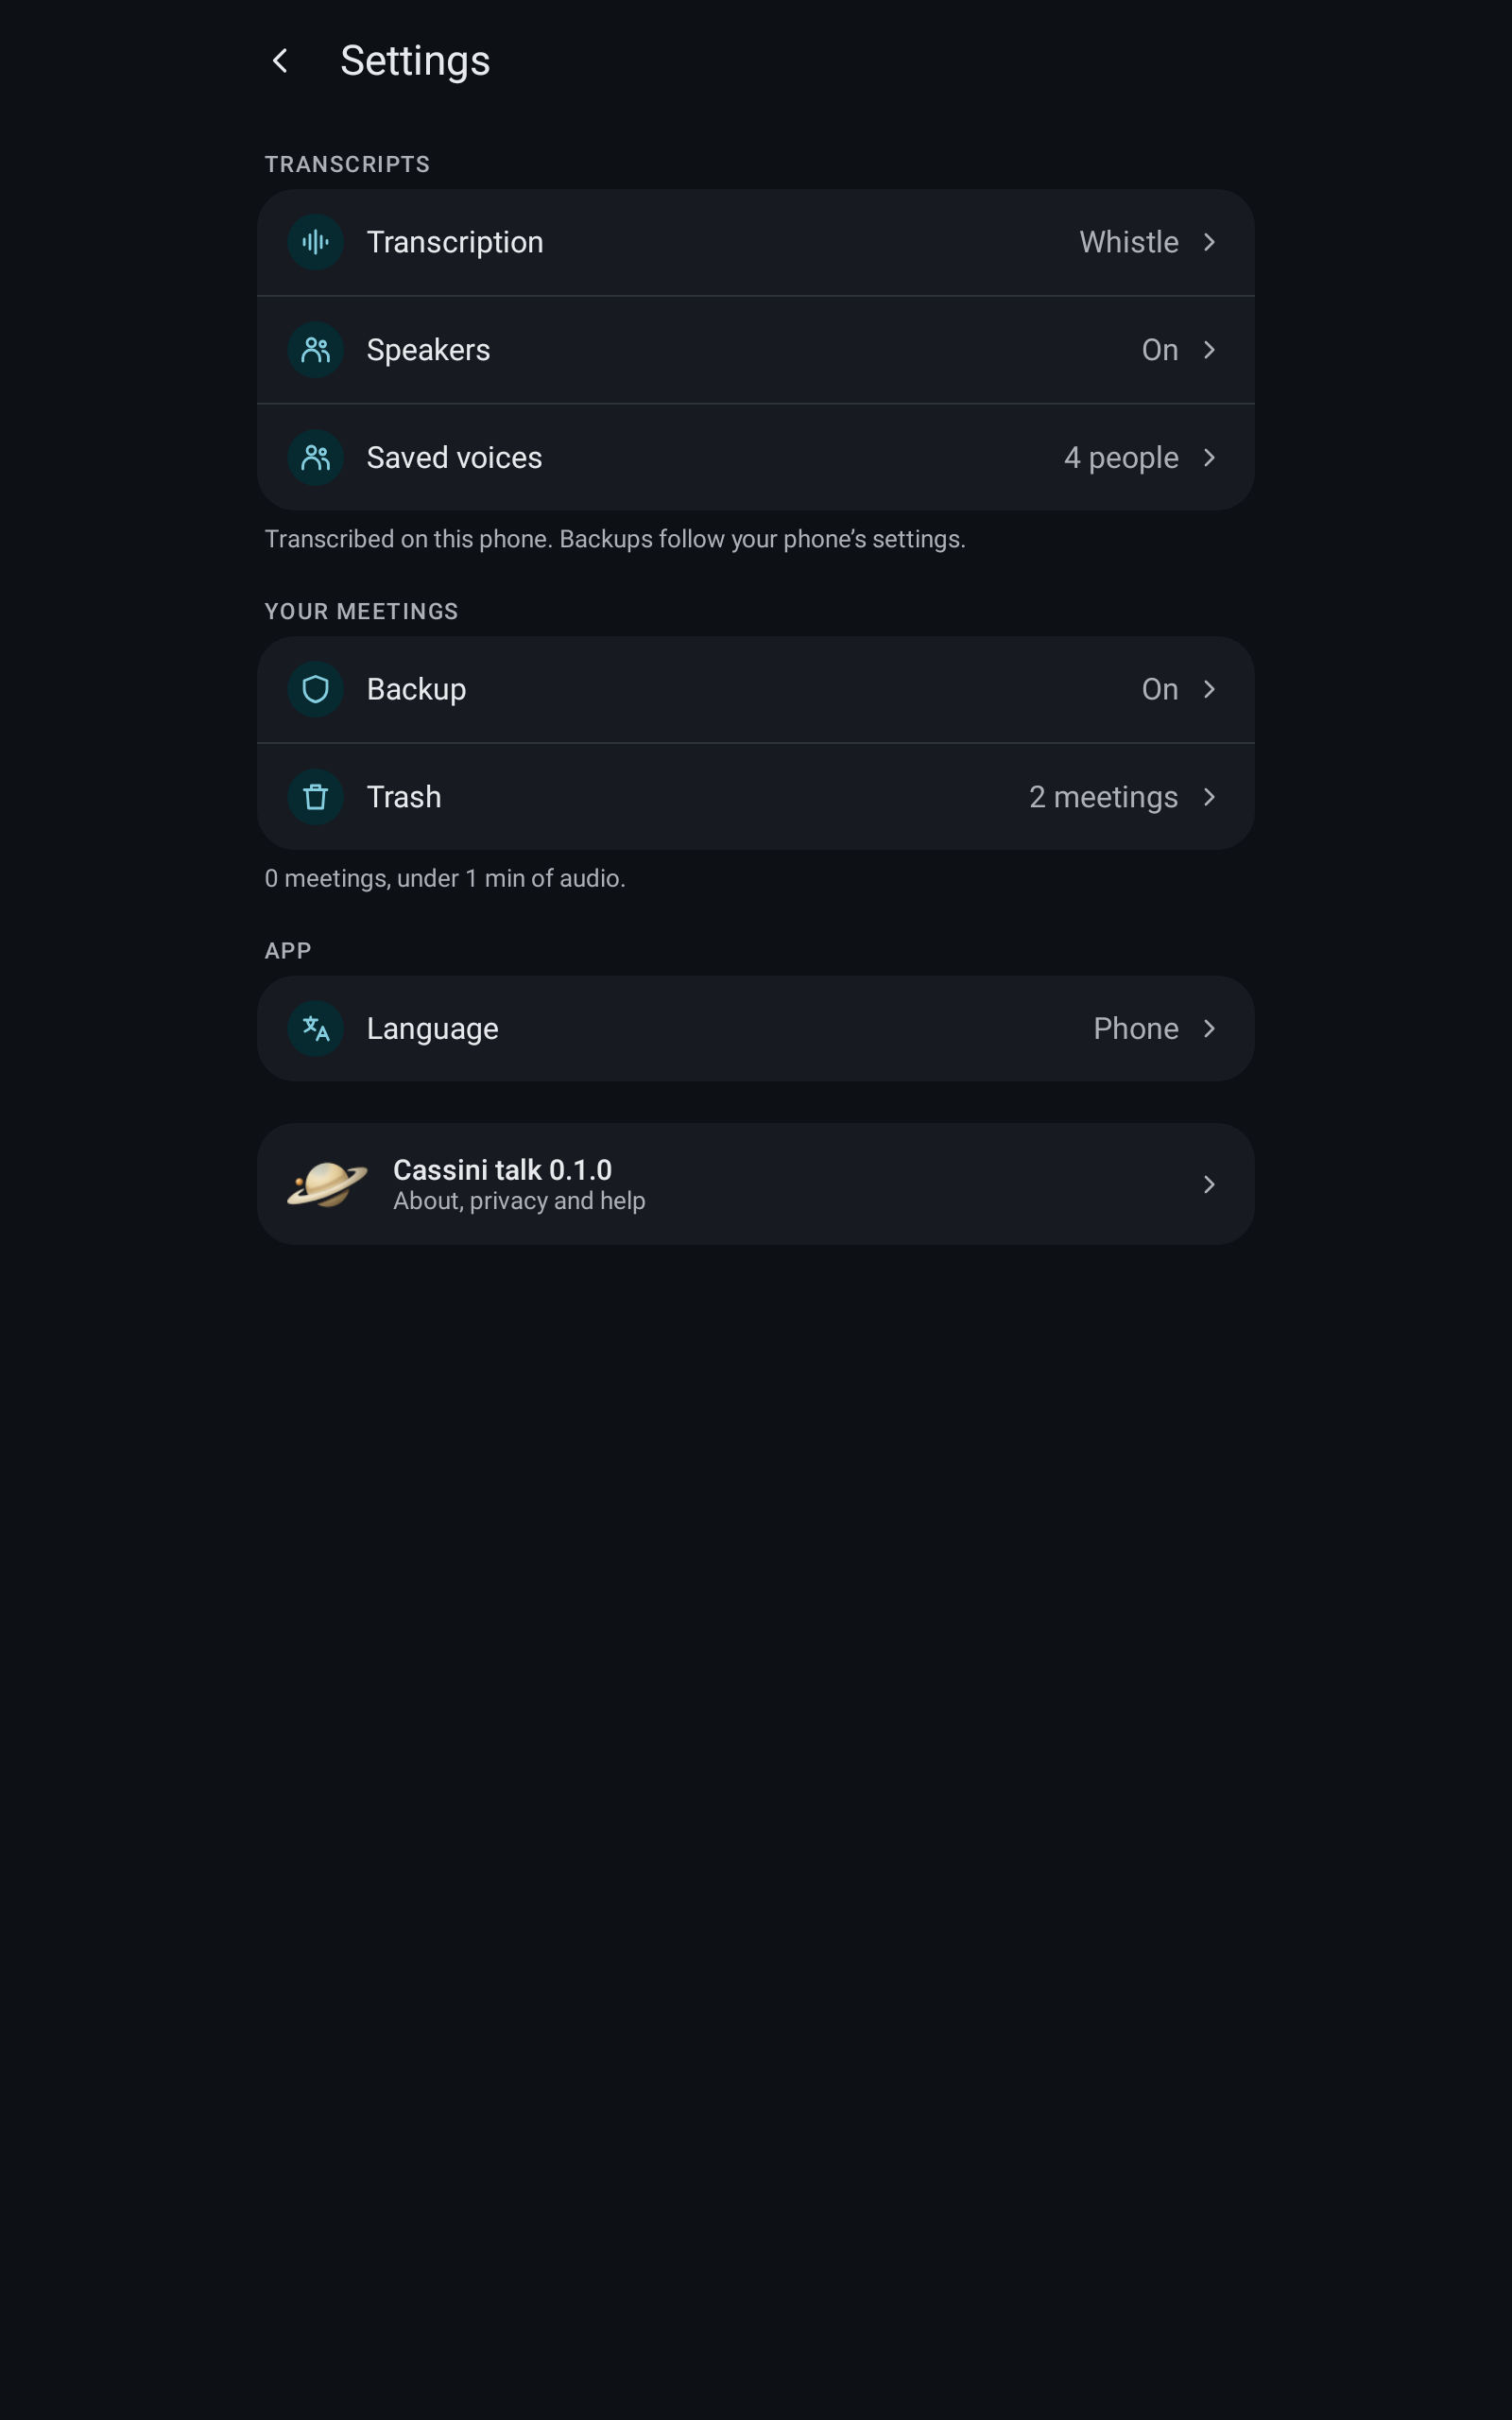 Settings
TRANSCRIPTS
Transcription Whistle
Speakers On
Saved voices 4 people
Transcribed on this phone. Backups follow your phone’s settings.
YOUR MEETINGS
Backup On
Trash 2 meetings
0 meetings, under 1 min of audio.
APP
Language Phone
Cassini talk 0.1.0
About, privacy and help